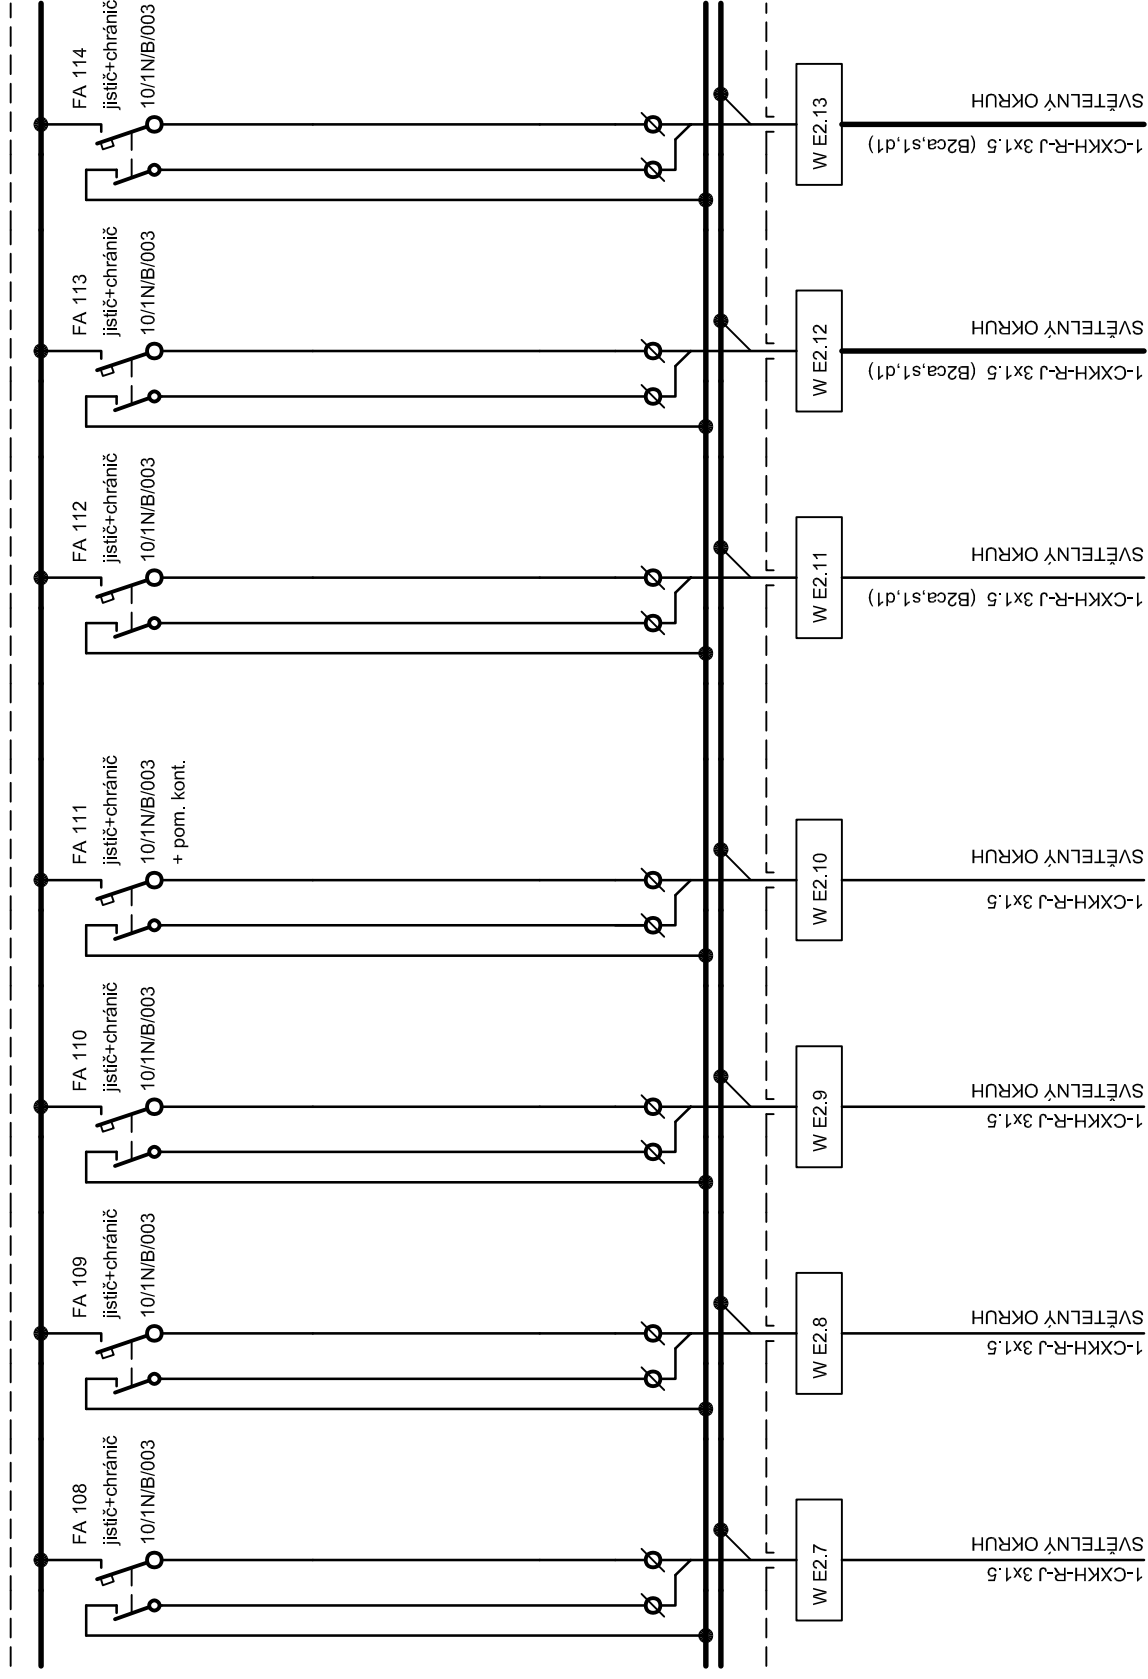 FA 114
jistič+chránič
10/1N/B/003
W E2.13
SVĚTELNÝ OKRUH
1-CXKH-R-J 3x1.5 (B2ca,s1,d1)
FA 113
jistič+chránič
10/1N/B/003
W E2.12
SVĚTELNÝ OKRUH
1-CXKH-R-J 3x1.5 (B2ca,s1,d1)
FA 112
jistič+chránič
10/1N/B/003
W E2.11
SVĚTELNÝ OKRUH
1-CXKH-R-J 3x1.5 (B2ca,s1,d1)
FA 111
jistič+chránič
10/1N/B/003
+ pom. kont.
W E2.10
SVĚTELNÝ OKRUH
1-CXKH-R-J 3x1.5
FA 110
jistič+chránič
10/1N/B/003
W E2.9
SVĚTELNÝ OKRUH
1-CXKH-R-J 3x1.5
FA 109
jistič+chránič
10/1N/B/003
W E2.8
SVĚTELNÝ OKRUH
1-CXKH-R-J 3x1.5
FA 108
jistič+chránič
10/1N/B/003
W E2.7
SVĚTELNÝ OKRUH
1-CXKH-R-J 3x1.5